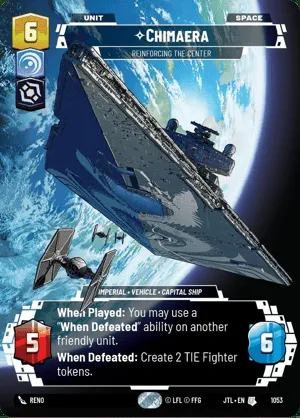 6
UNIT
SPACE
CHIMAERA
REINFORCING THE CENTER
IMPERIAL • VEHICLE • CAPITAL SHIP
When Played: You may use a
"When Defeated" ability on another
friendly unit.
When Defeated: Create 2 TIE Fighter
tokens.
5
6
RENO
© LFL © FFG
JTL • EN
1053